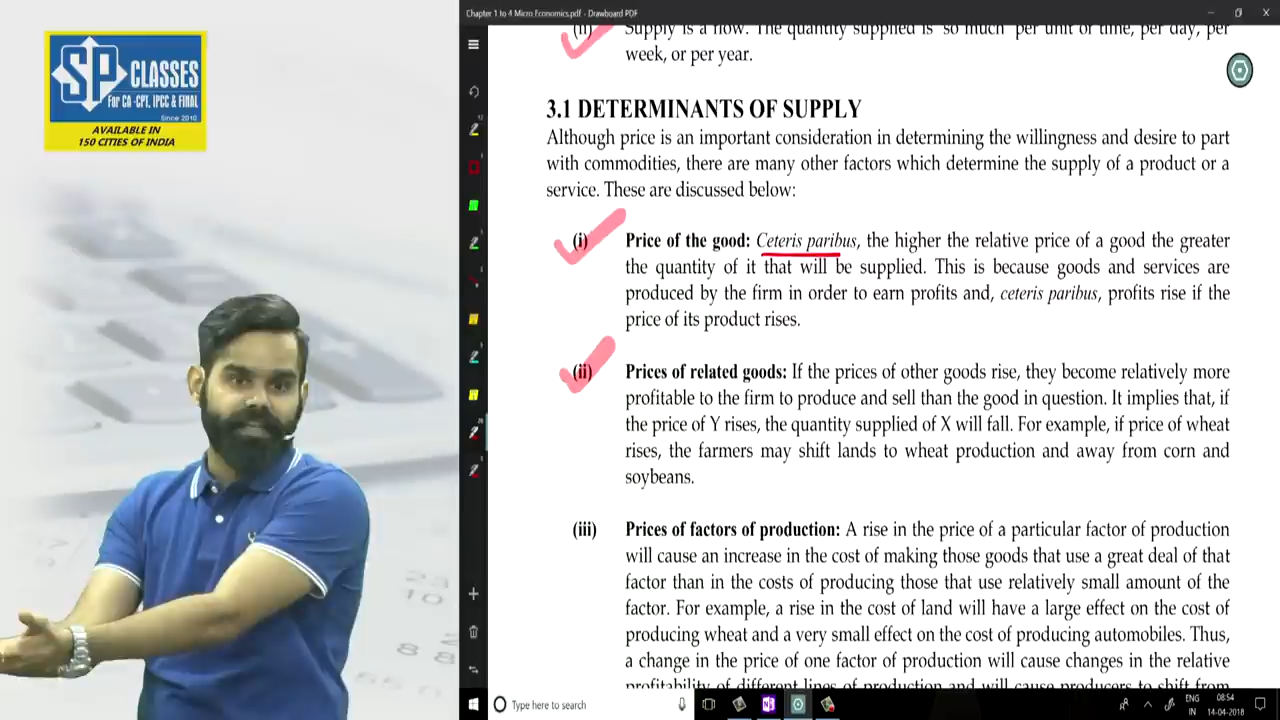 Chapter 1 to 4 Micro Economics.pdf - Drawboard PDF
SP CLASSES
For CA -CPT, IPCC & FINAL
Since 2010
AVAILABLE IN
150 CITIES OF INDIA
(ii) Supply is a flow. The quantity supplied is 'so much' per unit of time, per day, per
week, or per year.
3.1 DETERMINANTS OF SUPPLY
Although price is an important consideration in determining the willingness and desire to part
with commodities, there are many other factors which determine the supply of a product or a
service. These are discussed below:
(i) Price of the good: Ceteris paribus, the higher the relative price of a good the greater
the quantity of it that will be supplied. This is because goods and services are
produced by the firm in order to earn profits and, ceteris paribus, profits rise if the
price of its product rises.
(ii) Prices of related goods: If the prices of other goods rise, they become relatively more
profitable to the firm to produce and sell than the good in question. It implies that, if
the price of Y rises, the quantity supplied of X will fall. For example, if price of wheat
rises, the farmers may shift lands to wheat production and away from corn and
soybeans.
(iii) Prices of factors of production: A rise in the price of a particular factor of production
will cause an increase in the cost of making those goods that use a great deal of that
factor than in the costs of producing those that use relatively small amount of the
factor. For example, a rise in the cost of land will have a large effect on the cost of
producing wheat and a very small effect on the cost of producing automobiles. Thus,
a change in the price of one factor of production will cause changes in the relative
profitability of different lines of production and will cause producers to shift from
Type here to search
ENG
IN
08:54
14-04-2018